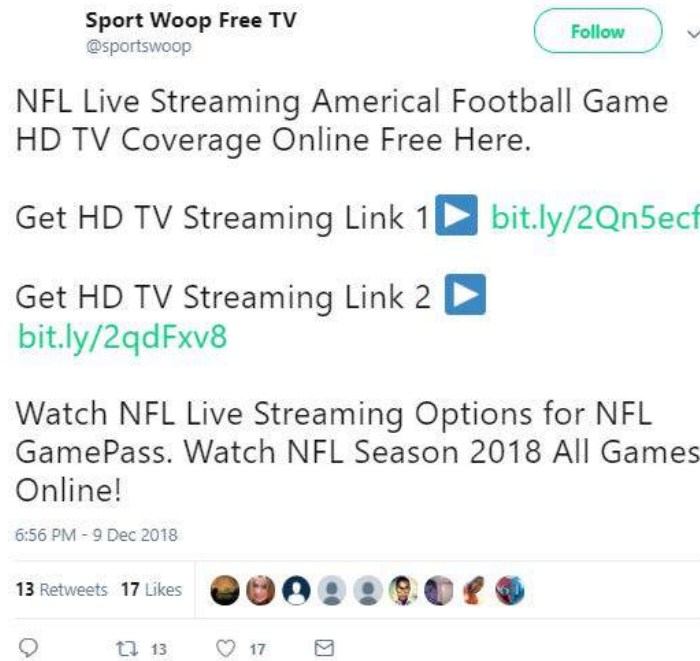 Sport Woop Free TV
@sportswoop
Follow
NFL Live Streaming Americal Football Game
HD TV Coverage Online Free Here.
Get HD TV Streaming Link 1 ▶ bit.ly/2Qn5ecf
Get HD TV Streaming Link 2 ▶
bit.ly/2qdFxv8
Watch NFL Live Streaming Options for NFL
GamePass. Watch NFL Season 2018 All Games
Online!
6:56 PM - 9 Dec 2018
13 Retweets 17 Likes
13 17